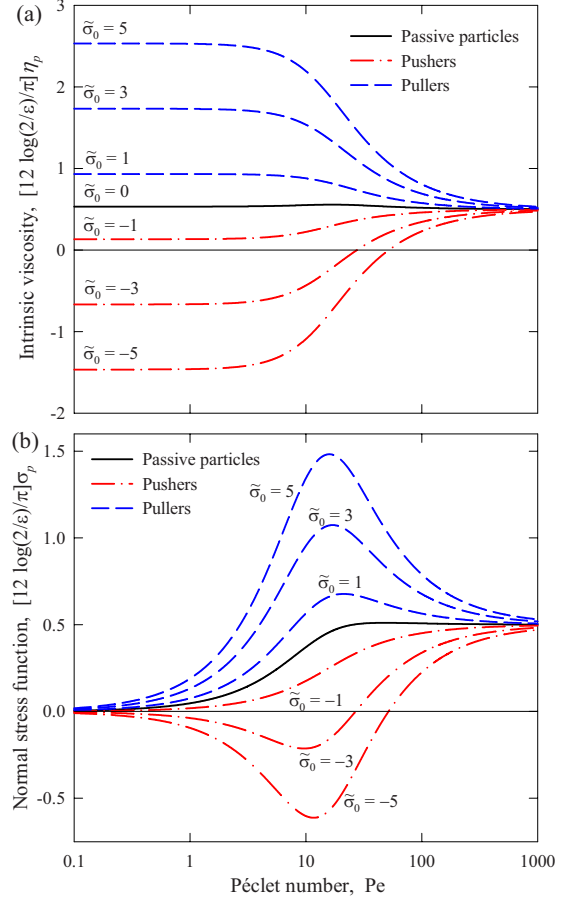 (a)
3
2
1
0
-1
-2
Intrinsic viscosity, [12 log(2/ε)/π]η_p
Passive particles
Pushers
Pullers
σ̃₀ = 5
σ̃₀ = 3
σ̃₀ = 1
σ̃₀ = 0
σ̃₀ = −1
σ̃₀ = −3
σ̃₀ = −5
(b)
1.5
1.0
0.5
0.0
-0.5
Normal stress function, [12 log(2/ε)/π]σ_p
Passive particles
Pushers
Pullers
σ̃₀ = 5
σ̃₀ = 3
σ̃₀ = 1
σ̃₀ = −1
σ̃₀ = −3
σ̃₀ = −5
0.1 1 10 100 1000
Péclet number, Pe